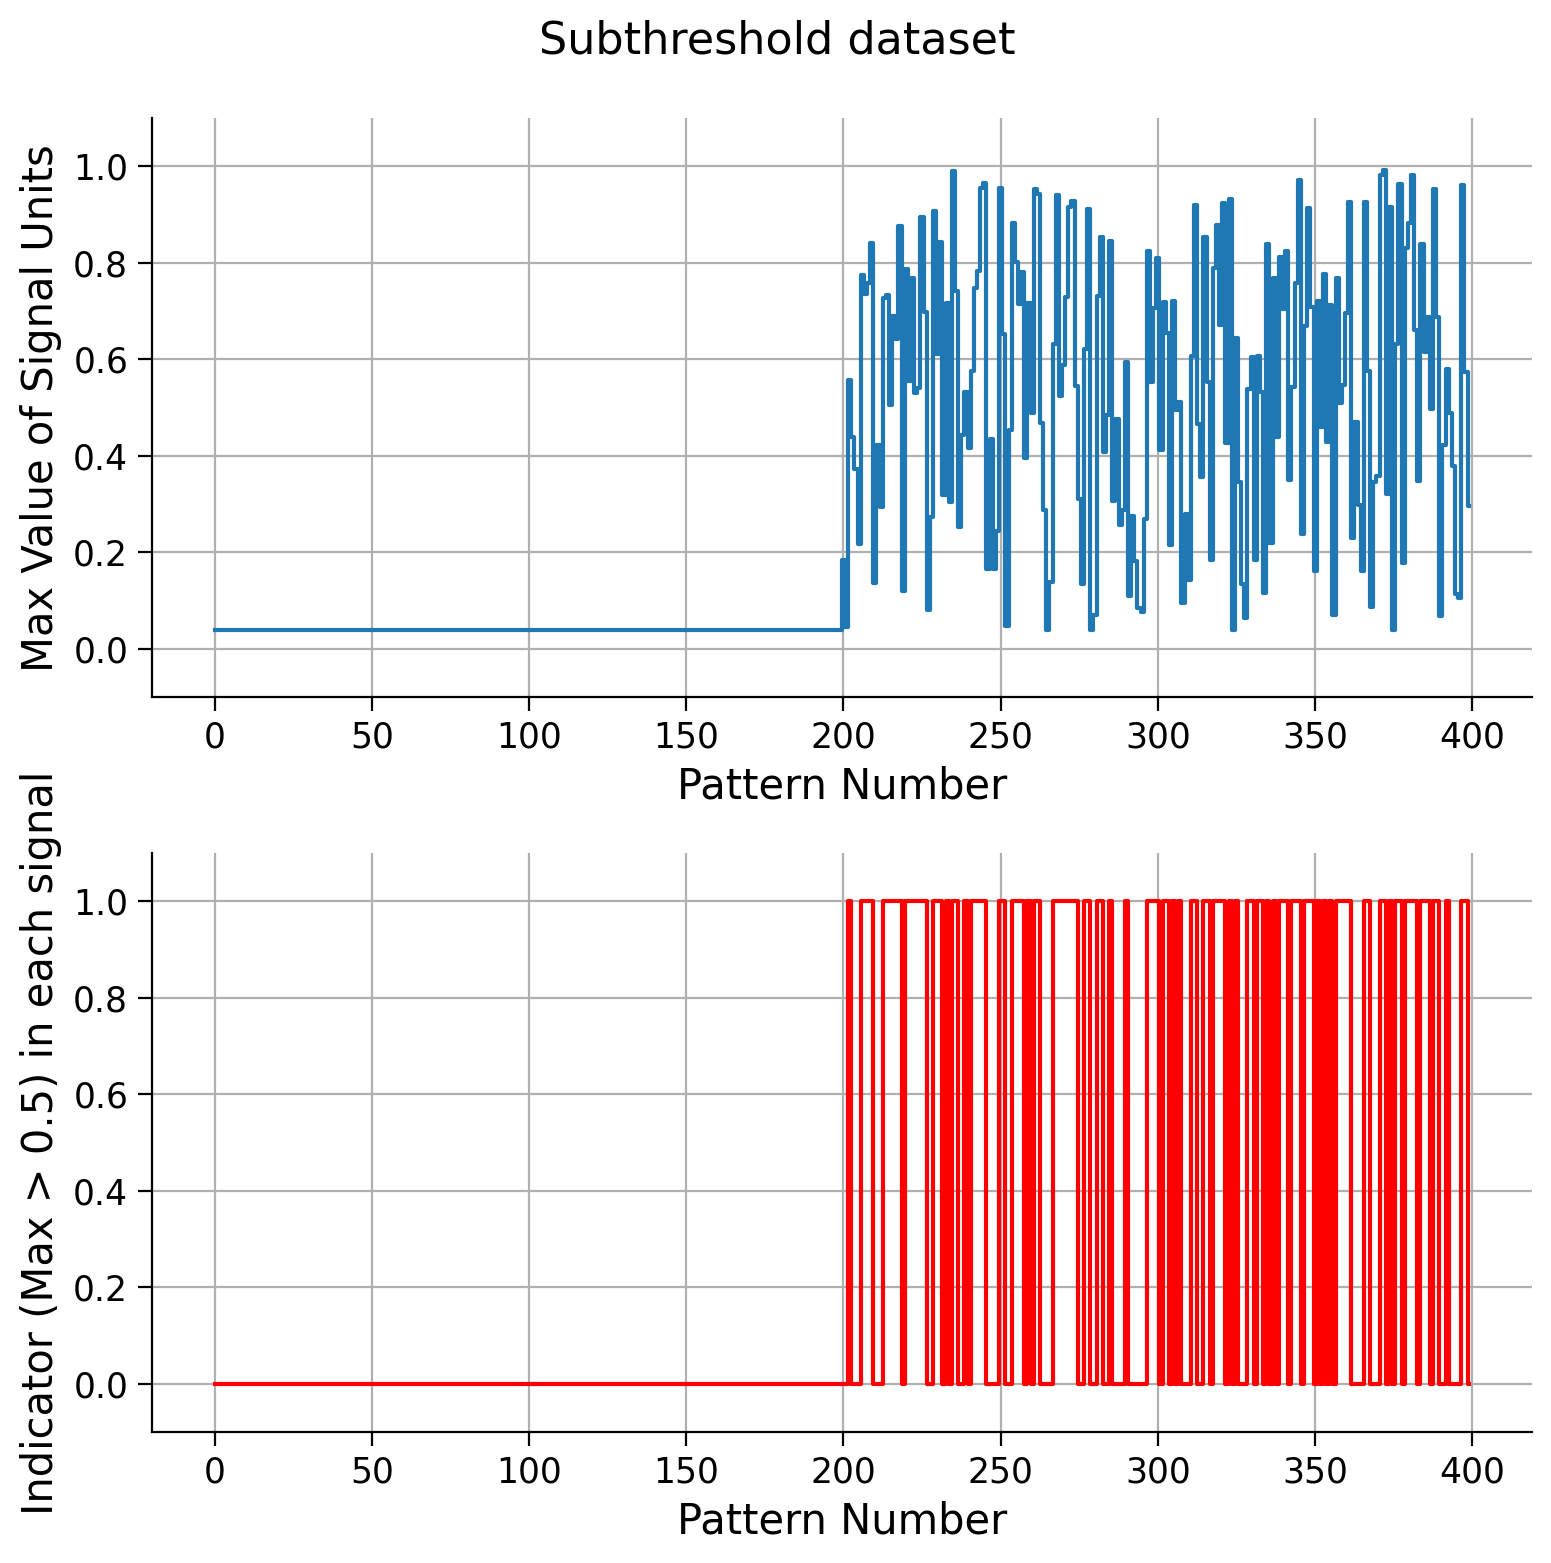 Subthreshold dataset
Max Value of Signal Units
1.0
0.8
0.6
0.4
0.2
0.0
0 50 100 150 200 250 300 350 400
Pattern Number
Indicator (Max > 0.5) in each signal
1.0
0.8
0.6
0.4
0.2
0.0
0 50 100 150 200 250 300 350 400
Pattern Number